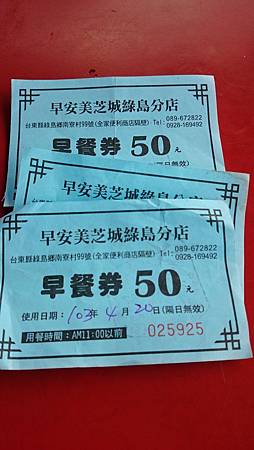 早安美芝城綠島分店
台東縣綠島鄉南寮村99號(全家便利商店隔壁) Tel:
089-672822
0928-169492
早餐券 50元
日無效)
早安美芝城綠島分店
089-672822
早安美芝城綠島分店
台東縣綠島鄉南寮村99號(全家便利商店隔壁) Tel:
089-672822
0928-169492
早餐券 50元
使用日期：102年 4月 20日(隔日無效)
用餐時間：AM11:00以前
025925